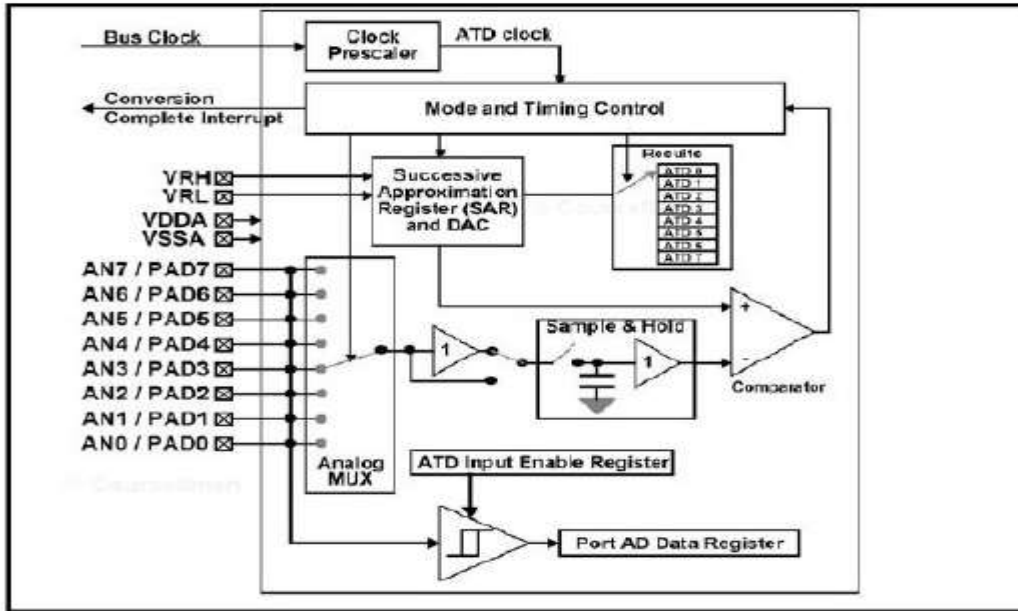 Bus Clock
Clock
Prescaler
ATD clock
Conversion
Complete Interrupt
Mode and Timing Control
VRH
VRL
VDDA
VSSA
Successive
Approximation
Register (SAR)
and DAC
Results
ATD 0
ATD 1
ATD 2
ATD 3
ATD 4
ATD 5
ATD 6
ATD 7
AN7 / PAD7
AN6 / PAD6
AN5 / PAD5
AN4 / PAD4
AN3 / PAD3
AN2 / PAD2
AN1 / PAD1
AN0 / PAD0
1
Sample & Hold
1
+
-
Comparator
Analog
MUX
ATD Input Enable Register
Port AD Data Register